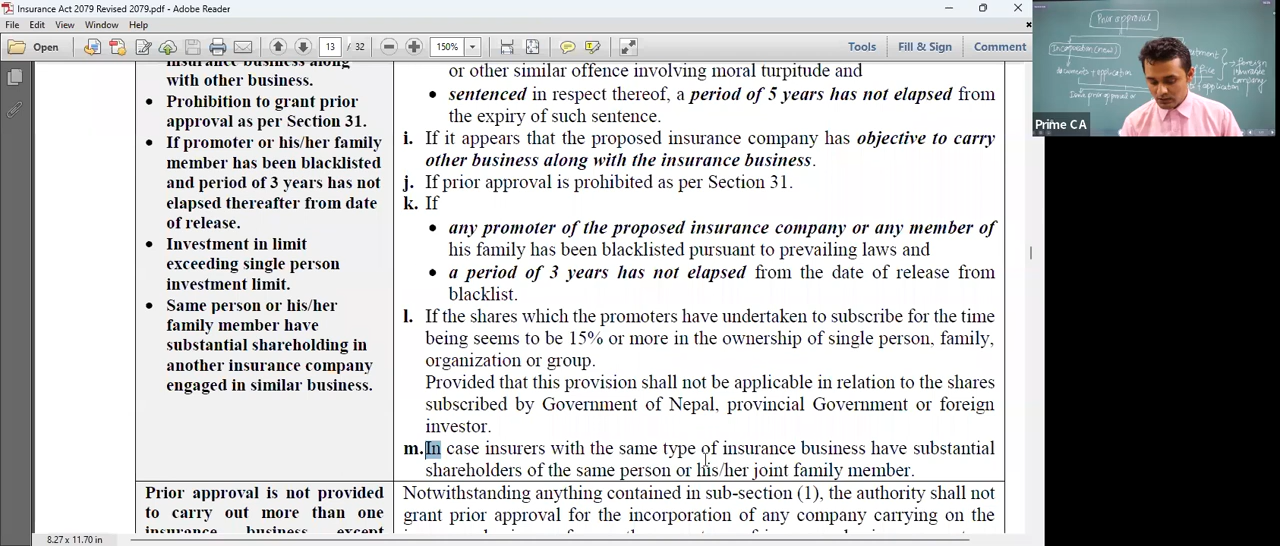 Insurance Act 2079 Revised 2079.pdf - Adobe Reader
File Edit View Window Help
Open 13 / 32 150% Tools Fill & Sign Comment
insurance business along
with other business.
• Prohibition to grant prior
approval as per Section 31.
• If promoter or his/her family
member has been blacklisted
and period of 3 years has not
elapsed thereafter from date
of release.
• Investment in limit
exceeding single person
investment limit.
• Same person or his/her
family member have
substantial shareholding in
another insurance company
engaged in similar business.
or other similar offence involving moral turpitude and
• sentenced in respect thereof, a period of 5 years has not elapsed from
the expiry of such sentence.
i. If it appears that the proposed insurance company has objective to carry
other business along with the insurance business.
j. If prior approval is prohibited as per Section 31.
k. If
• any promoter of the proposed insurance company or any member of
his family has been blacklisted pursuant to prevailing laws and
• a period of 3 years has not elapsed from the date of release from
blacklist.
l. If the shares which the promoters have undertaken to subscribe for the time
being seems to be 15% or more in the ownership of single person, family,
organization or group.
Provided that this provision shall not be applicable in relation to the shares
subscribed by Government of Nepal, provincial Government or foreign
investor.
m. In case insurers with the same type of insurance business have substantial
shareholders of the same person or his/her joint family member.
Prior approval is not provided
to carry out more than one
insurance business except
Notwithstanding anything contained in sub-section (1), the authority shall not
grant prior approval for the incorporation of any company carrying on the
8.27 x 11.70 in
Prior approval
Incorporation (new)
documents + application
foreign
insurance
company
application
Prime CA